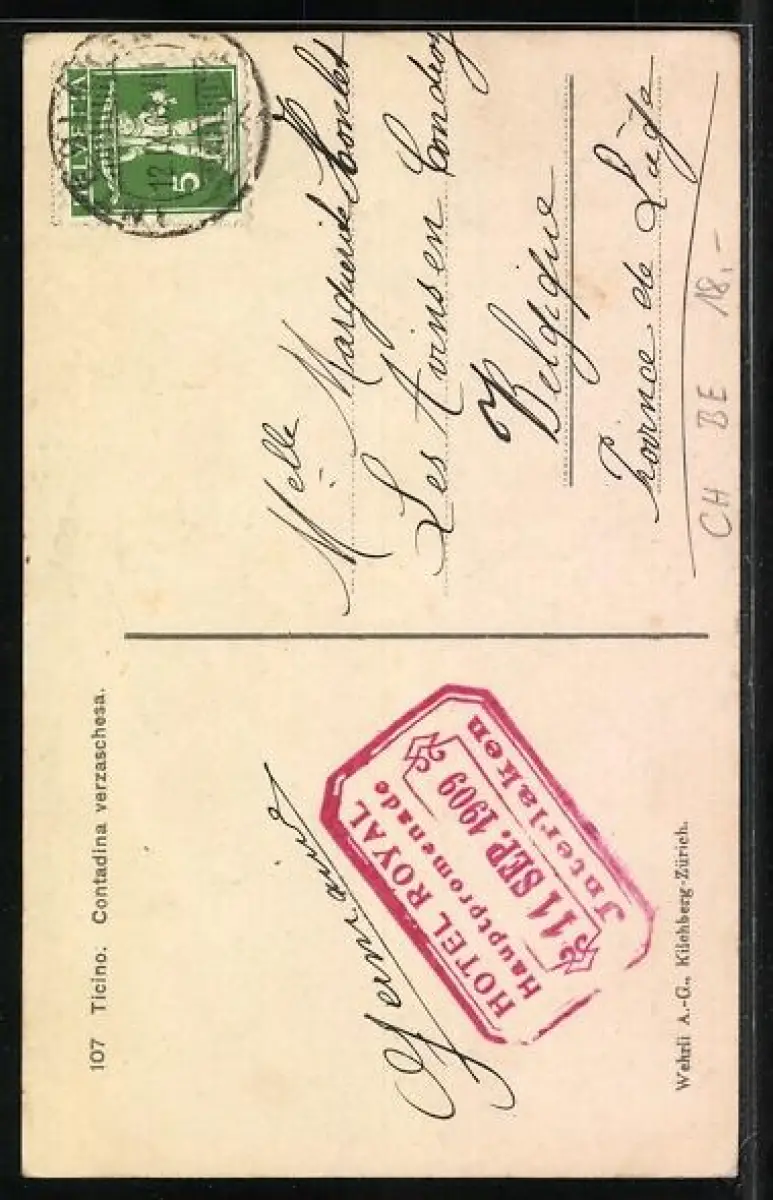 107 Ticino. Contadina verzaschesa.
Germaine
HOTEL ROYAL
Hauptpromenade
11 SEP. 1909
Interlaken
Wehrli A.-G., Kilchberg-Zürich.
HELVETIA
5
12
Melle Marguerite
Les Avins en Condroz
Belgique
Province de Liège
CH BE 18.-